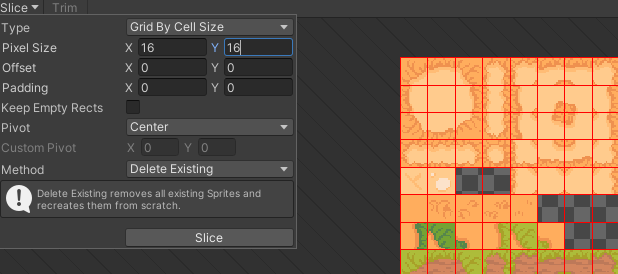 Slice Trim
Type Grid By Cell Size
Pixel Size X 16 Y 16
Offset X 0 Y 0
Padding X 0 Y 0
Keep Empty Rects
Pivot Center
Custom Pivot X 0 Y 0
Method Delete Existing
Delete Existing removes all existing Sprites and
recreates them from scratch.
Slice